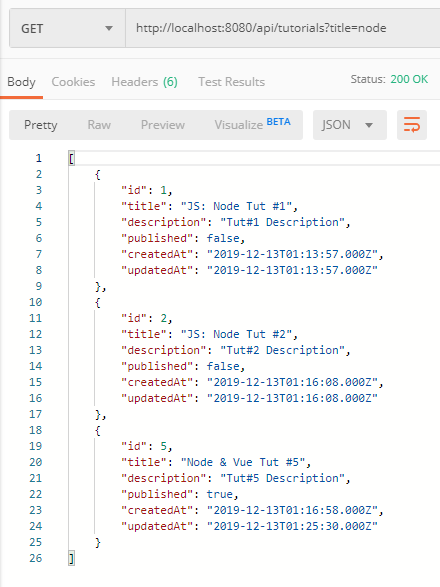 GET http://localhost:8080/api/tutorials?title=node
Body Cookies Headers (6) Test Results Status: 200 OK
Pretty Raw Preview Visualize BETA JSON
1 [
2 {
3 "id": 1,
4 "title": "JS: Node Tut #1",
5 "description": "Tut#1 Description",
6 "published": false,
7 "createdAt": "2019-12-13T01:13:57.000Z",
8 "updatedAt": "2019-12-13T01:13:57.000Z"
9 },
10 {
11 "id": 2,
12 "title": "JS: Node Tut #2",
13 "description": "Tut#2 Description",
14 "published": false,
15 "createdAt": "2019-12-13T01:16:08.000Z",
16 "updatedAt": "2019-12-13T01:16:08.000Z"
17 },
18 {
19 "id": 5,
20 "title": "Node & Vue Tut #5",
21 "description": "Tut#5 Description",
22 "published": true,
23 "createdAt": "2019-12-13T01:16:58.000Z",
24 "updatedAt": "2019-12-13T01:25:30.000Z"
25 }
26 ]